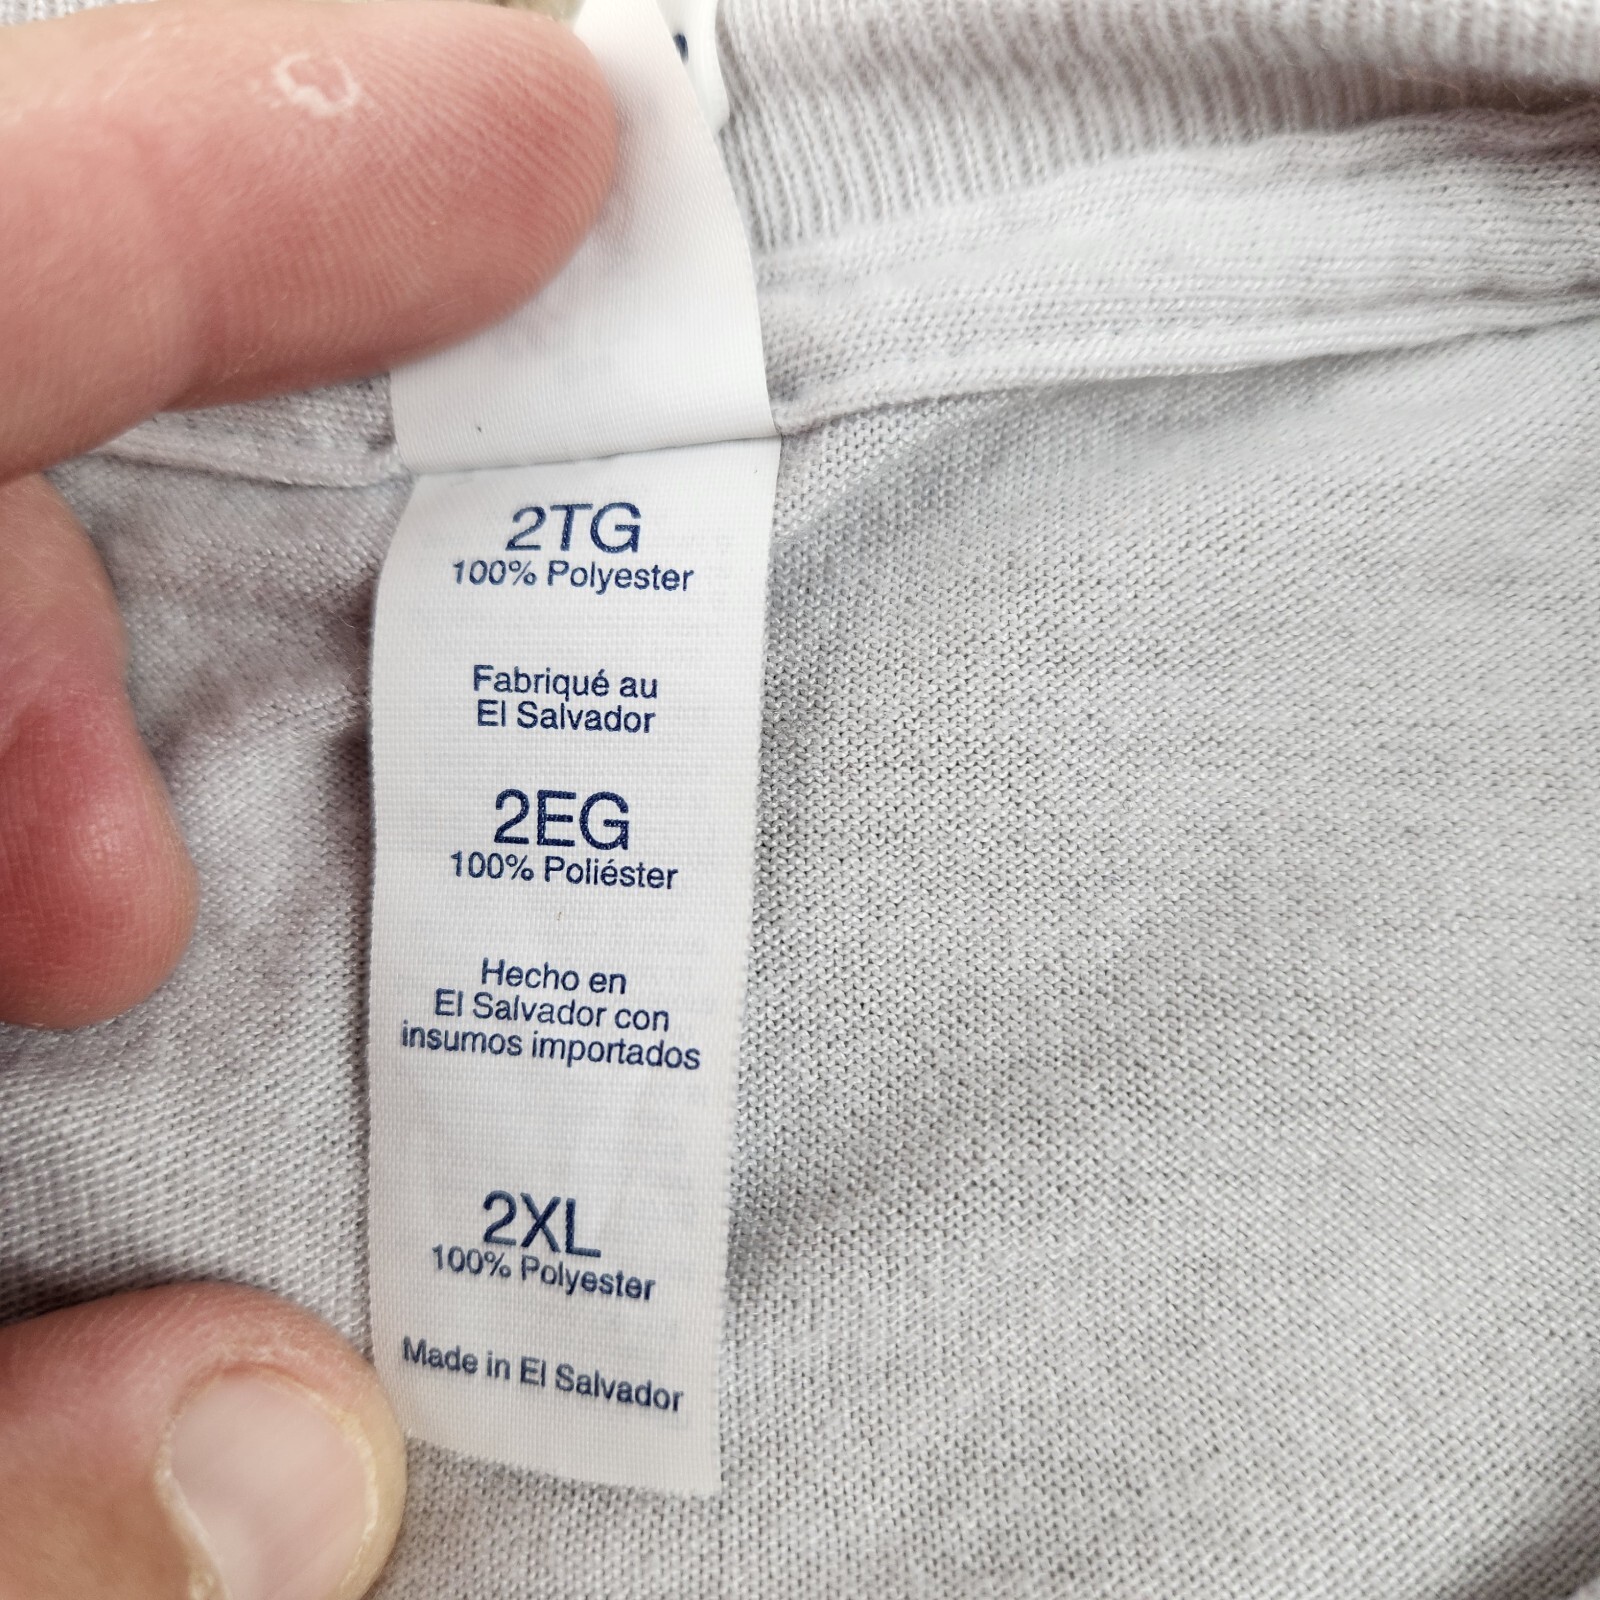 2TG
100% Polyester
Fabriqué au
El Salvador
2EG
100% Poliéster
Hecho en
El Salvador con
insumos importados
2XL
100% Polyester
Made in El Salvador